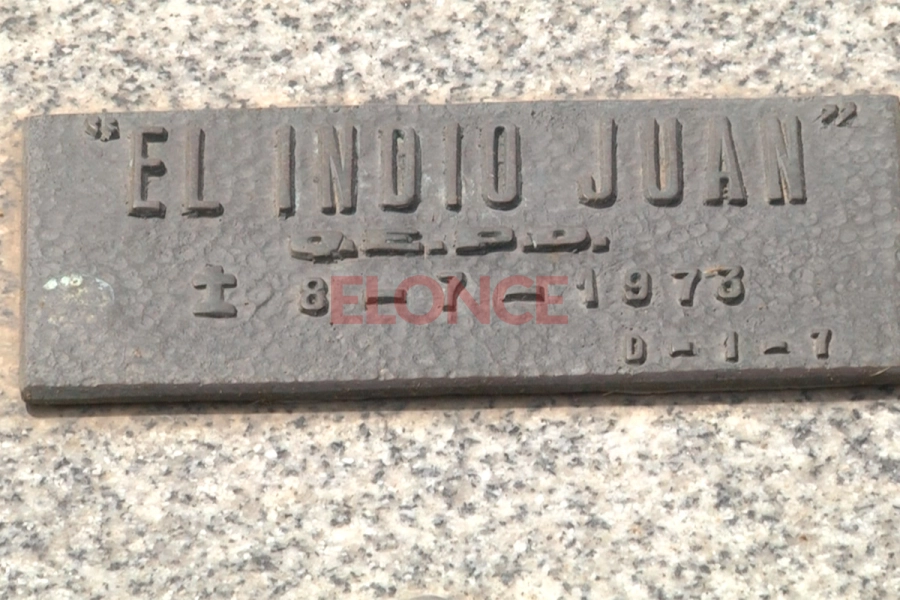 "EL INDIO JUAN"
Q.E.P.D.
✝ 8-7-1973
ELONCE
D-1-7